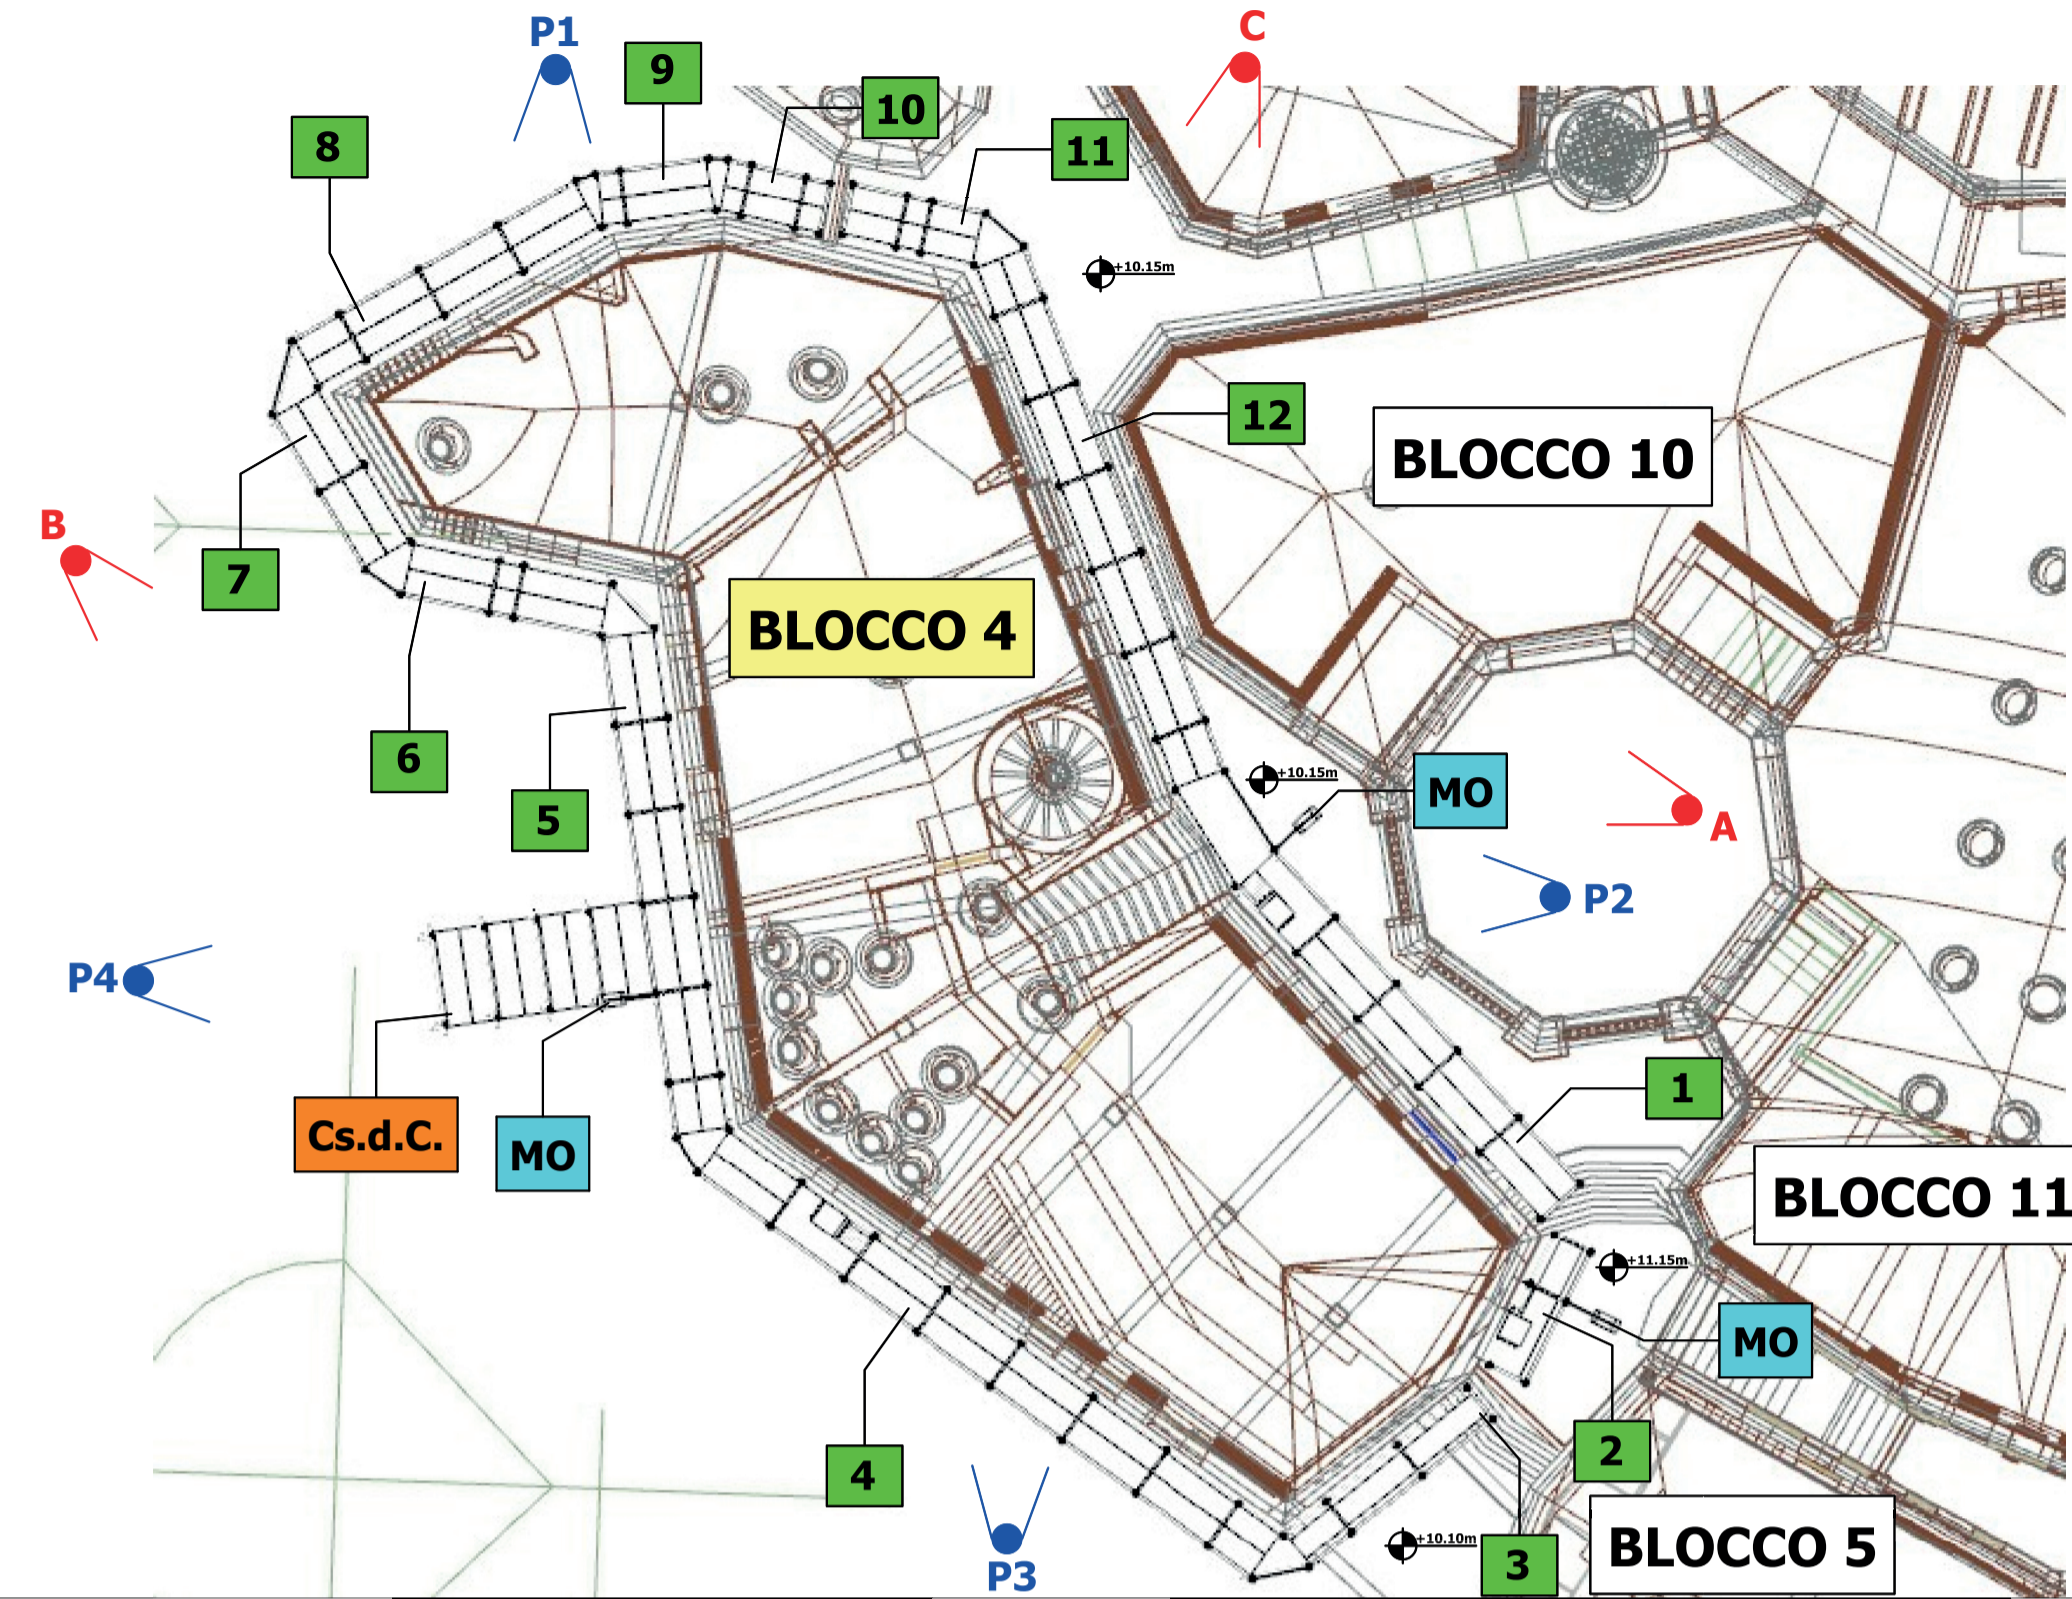 P1
C
9
10
8
11
+10.15m
12
BLOCCO 10
B
7
BLOCCO 4
6
5
+10.15m
MO
A
P2
P4
1
Cs.d.C.
MO
BLOCCO 11
+11.15m
MO
4
2
3
+10.10m
BLOCCO 5
P3